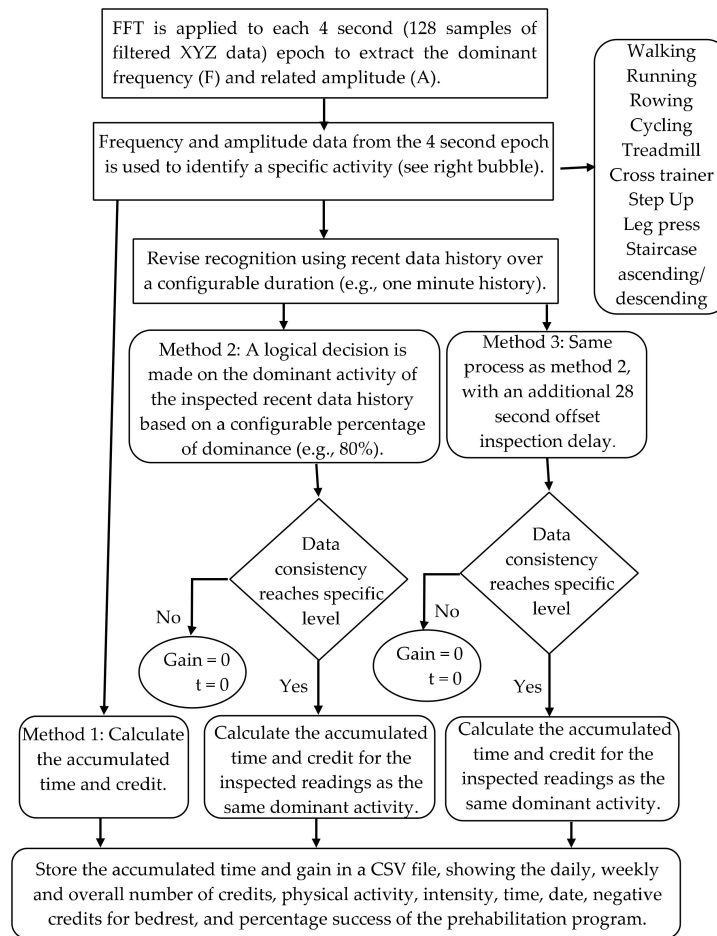 FFT is applied to each 4 second (128 samples of
filtered XYZ data) epoch to extract the dominant
frequency (F) and related amplitude (A).
Frequency and amplitude data from the 4 second epoch
is used to identify a specific activity (see right bubble).
Walking
Running
Rowing
Cycling
Treadmill
Cross trainer
Step Up
Leg press
Staircase
ascending/
descending
Revise recognition using recent data history over
a configurable duration (e.g., one minute history).
Method 2: A logical decision is
made on the dominant activity of
the inspected recent data history
based on a configurable percentage
of dominance (e.g., 80%).
Method 3: Same
process as method 2,
with an additional 28
second offset
inspection delay.
Data
consistency
reaches specific
level
No
Gain = 0
t = 0
Yes
Data
consistency
reaches specific
level
No
Gain = 0
t = 0
Yes
Method 1: Calculate
the accumulated
time and credit.
Calculate the accumulated
time and credit for the
inspected readings as the
same dominant activity.
Calculate the accumulated
time and credit for the
inspected readings as the
same dominant activity.
Store the accumulated time and gain in a CSV file, showing the daily, weekly
and overall number of credits, physical activity, intensity, time, date, negative
credits for bedrest, and percentage success of the prehabilitation program.